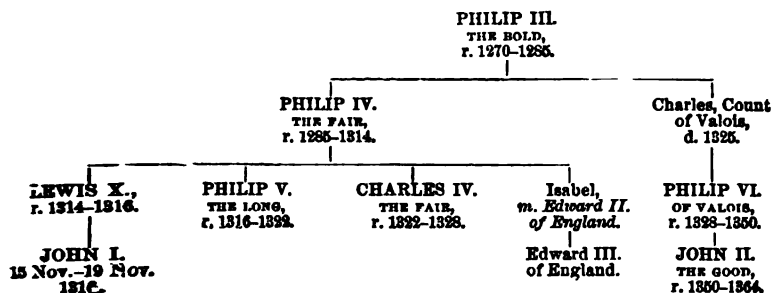 PHILIP III.
THE BOLD,
r. 1270–1285.
PHILIP IV.
THE FAIR,
r. 1285–1314.
Charles, Count
of Valois,
d. 1325.
LEWIS X.,
r. 1314–1316.
PHILIP V.
THE LONG,
r. 1316–1322.
CHARLES IV.
THE FAIR,
r. 1322–1328.
Isabel,
m. Edward II.
of England.
PHILIP VI.
OF VALOIS,
r. 1328–1350.
JOHN I.
15 Nov.–19 Nov.
1316.
Edward III.
of England.
JOHN II.
THE GOOD,
r. 1350–1364.